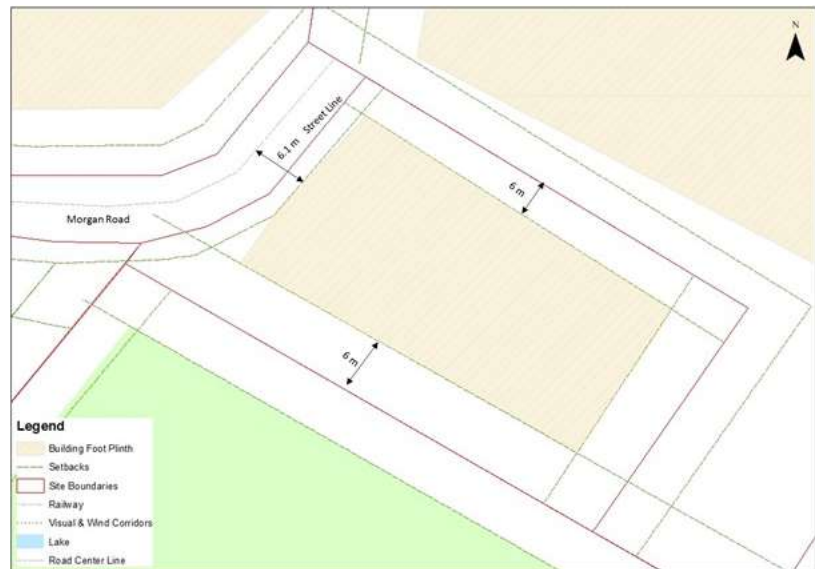 N
Street Line
6.1 m
6 m
Morgan Road
6 m
Legend
Building Foot Plinth
Setbacks
Site Boundaries
Railway
Visual & Wind Corridors
Lake
Road Center Line